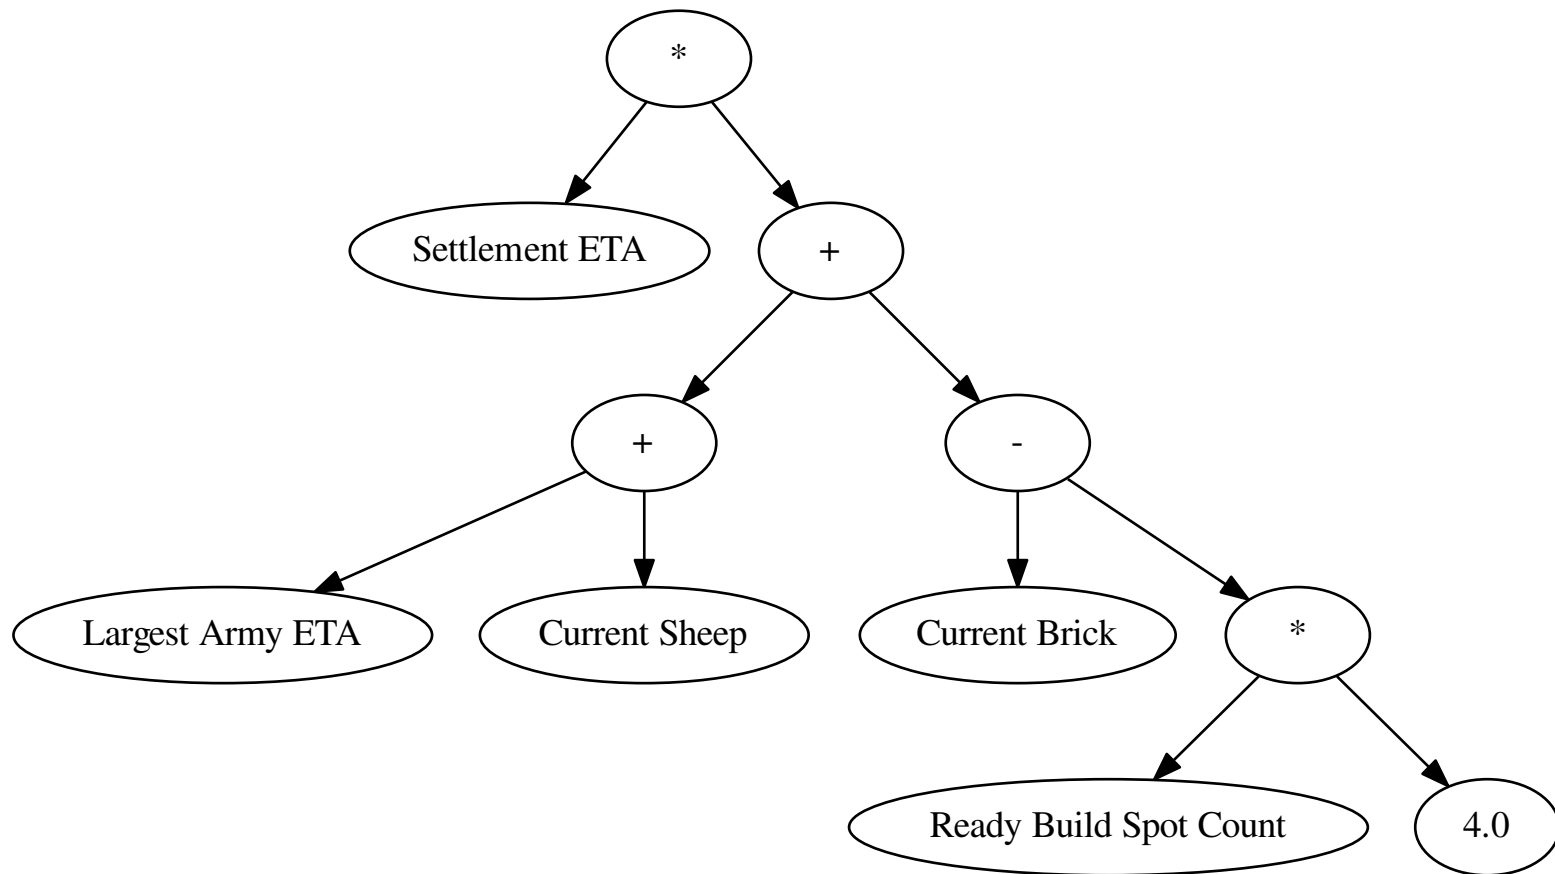 *
Settlement ETA
+
+
-
Largest Army ETA
Current Sheep
Current Brick
*
Ready Build Spot Count
4.0